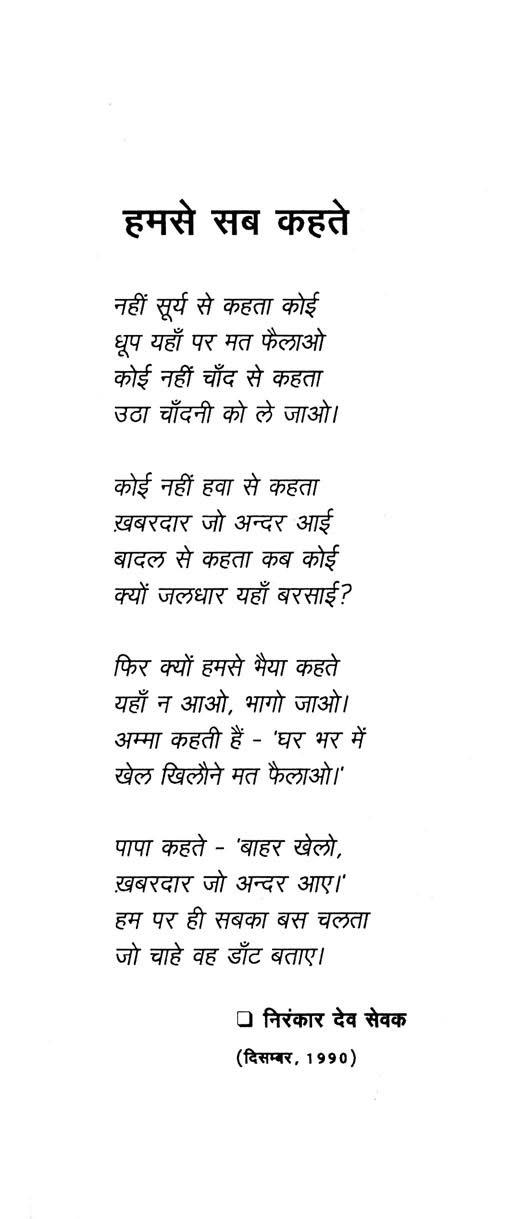 हमसे सब कहते
नहीं सूर्य से कहता कोई
धूप यहाँ पर मत फैलाओ
कोई नहीं चाँद से कहता
उठा चाँदनी को ले जाओ।
कोई नहीं हवा से कहता
ख़बरदार जो अन्दर आई
बादल से कहता कब कोई
क्यों जलधार यहाँ बरसाई?
फिर क्यों हमसे भैया कहते
यहाँ न आओ, भागो जाओ।
अम्मा कहती हैं - 'घर भर में
खेल खिलौने मत फैलाओ।'
पापा कहते - 'बाहर खेलो,
ख़बरदार जो अन्दर आए।'
हम पर ही सबका बस चलता
जो चाहे वह डाँट बताए।
❑ निरंकार देव सेवक
(दिसम्बर, 1990)